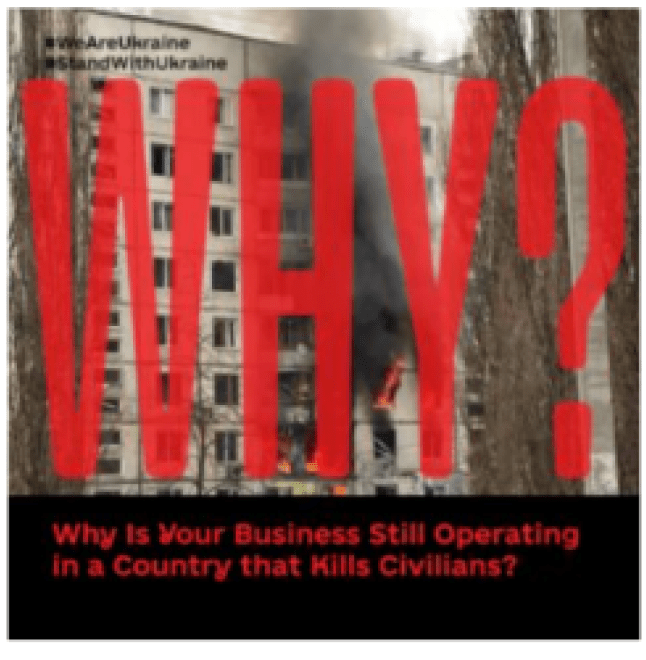 #WeAreUkraine
#StandWithUkraine
WHY?
Why Is Your Business Still Operating
in a Country that Kills Civilians?